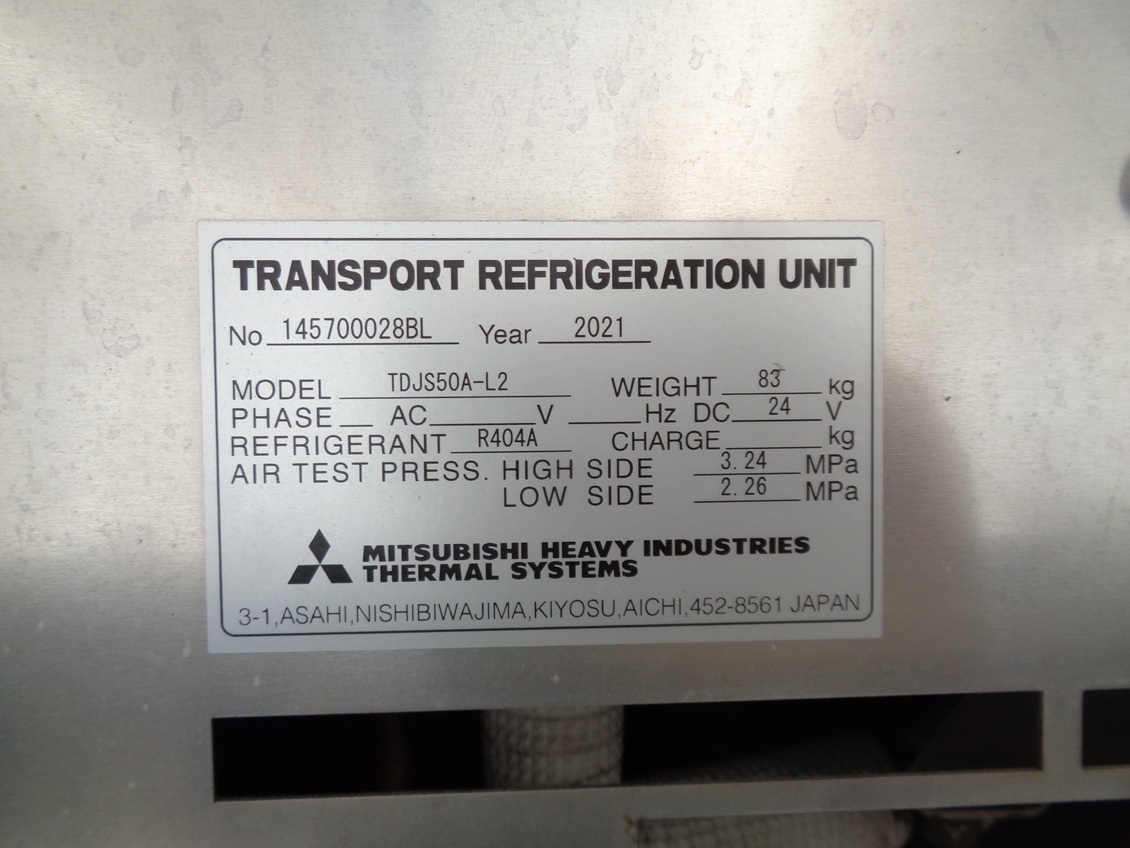 TRANSPORT REFRIGERATION UNIT
No 145700028BL Year 2021
MODEL TDJS50A-L2 WEIGHT 83 kg
PHASE AC V Hz DC 24 V
REFRIGERANT R404A CHARGE kg
AIR TEST PRESS. HIGH SIDE 3.24 MPa
LOW SIDE 2.26 MPa
MITSUBISHI HEAVY INDUSTRIES
THERMAL SYSTEMS
3-1,ASAHI,NISHIBIWAJIMA,KIYOSU,AICHI,452-8561 JAPAN